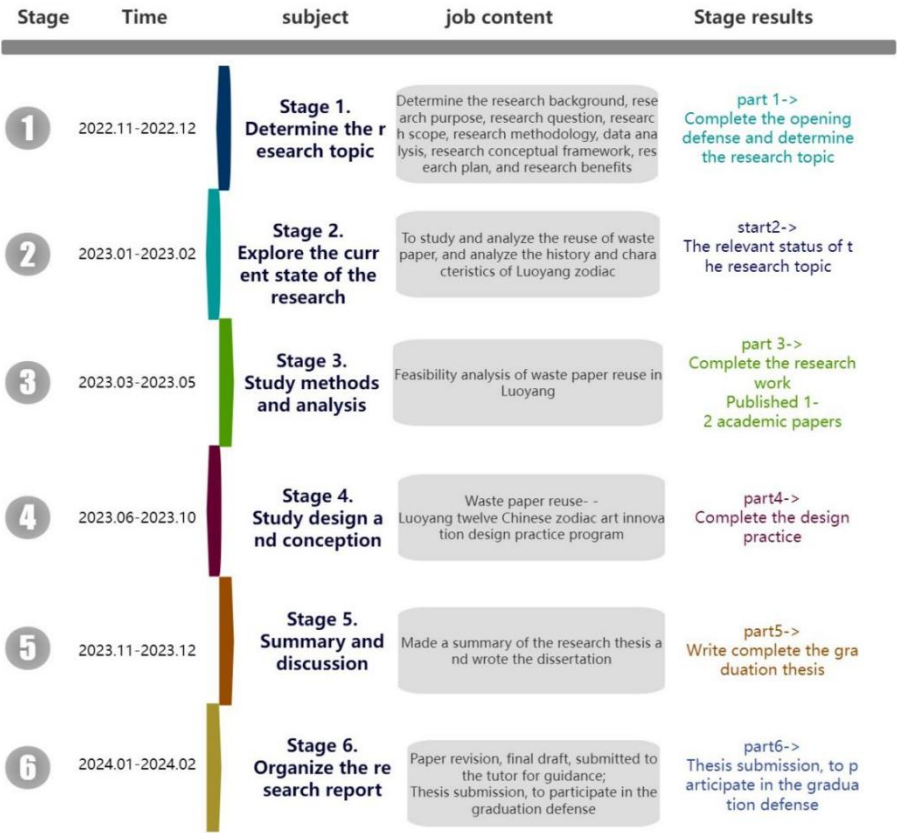 Stage Time subject job content Stage results
1
2022.11-2022.12
Stage 1.
Determine the r
esearch topic
Determine the research background, rese
arch purpose, research question, researc
h scope, research methodology, data ana
lysis, research conceptual framework, res
earch plan, and research benefits
part 1->
Complete the opening
defense and determine
the research topic
2
2023.01-2023.02
Stage 2.
Explore the curr
ent state of the
research
To study and analyze the reuse of waste
paper, and analyze the history and chara
cteristics of Luoyang zodiac
start2->
The relevant status of t
he research topic
3
2023.03-2023.05
Stage 3.
Study methods
and analysis
Feasibility analysis of waste paper reuse in
Luoyang
part 3->
Complete the research
work
Published 1-
2 academic papers
4
2023.06-2023.10
Stage 4.
Study design a
nd conception
Waste paper reuse- -
Luoyang twelve Chinese zodiac art innova
tion design practice program
part4->
Complete the design
practice
5
2023.11-2023.12
Stage 5.
Summary and
discussion
Made a summary of the research thesis a
nd wrote the dissertation
part5->
Write complete the gra
duation thesis
6
2024.01-2024.02
Stage 6.
Organize the re
search report
Paper revision, final draft, submitted to
the tutor for guidance;
Thesis submission, to participate in the
graduation defense
part6->
Thesis submission, to p
articipate in the gradua
tion defense